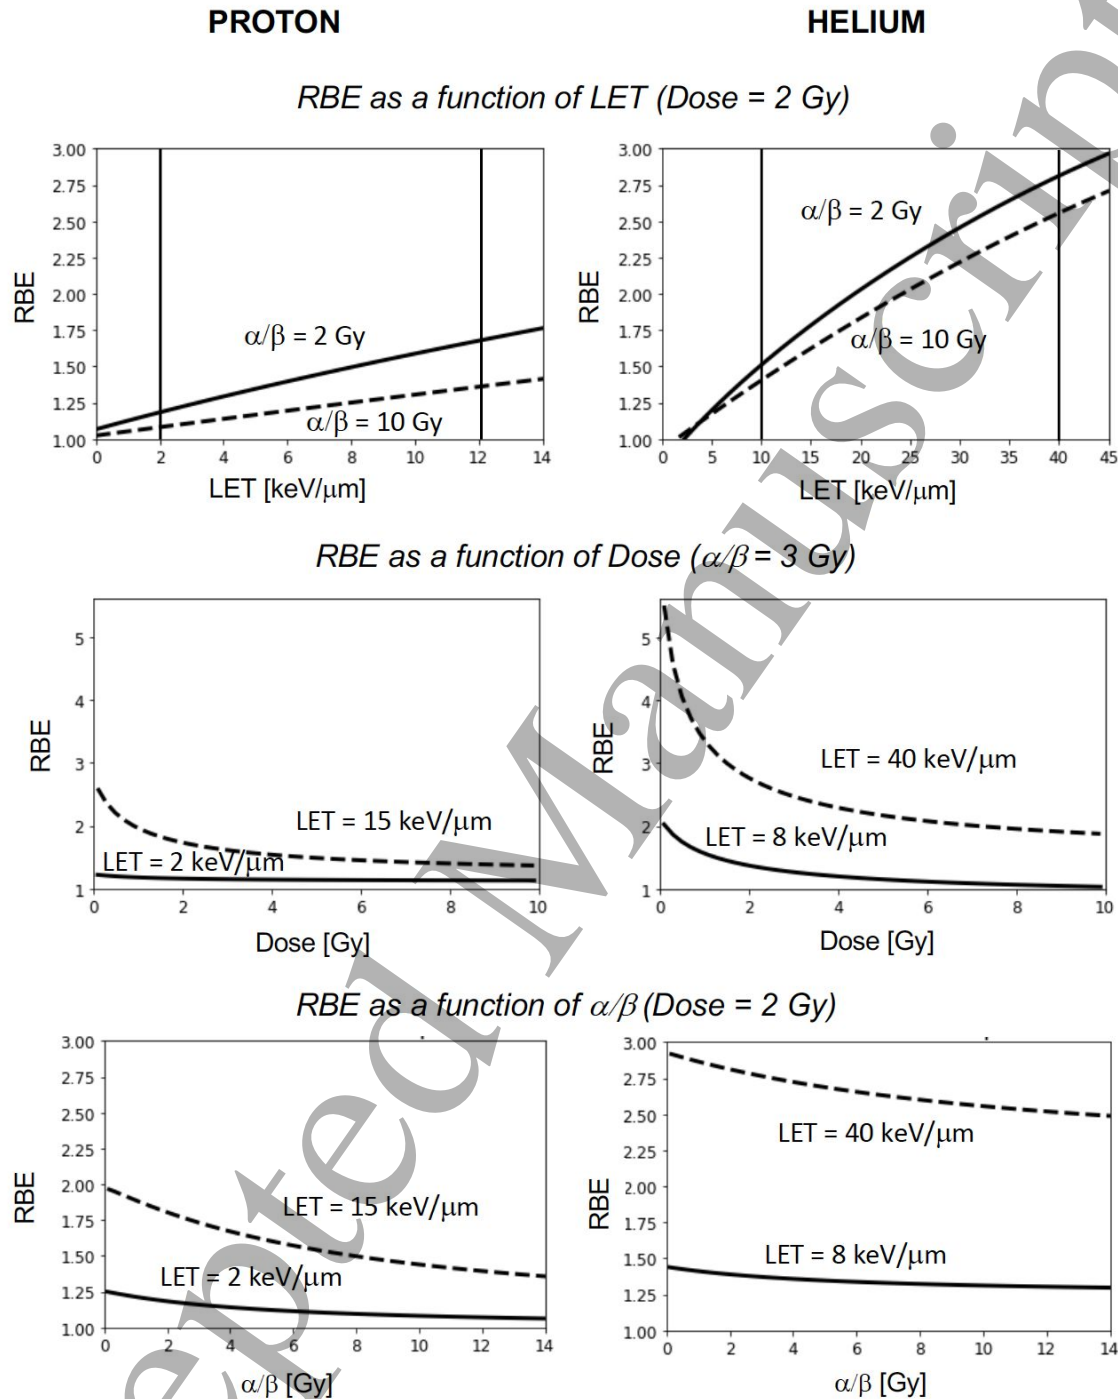 PROTON HELIUM
RBE as a function of LET (Dose = 2 Gy)
3.00 3.00
2.75 2.75
2.50 α/β = 2 Gy 2.50
2.25 2.25
RBE 2.00 RBE 2.00
1.75 α/β = 2 Gy 1.75 α/β = 10 Gy
1.50 1.50
1.25 α/β = 10 Gy 1.25
1.00 1.00
0 2 4 6 8 10 12 14 0 5 10 15 20 25 30 35 40 45
LET [keV/μm] LET [keV/μm]
RBE as a function of Dose (α/β = 3 Gy)
5 5
4 4
RBE RBE
3 3 LET = 40 keV/μm
2 LET = 15 keV/μm 2 LET = 8 keV/μm
LET = 2 keV/μm
1 1
0 2 4 6 8 10 0 2 4 6 8 10
Dose [Gy] Dose [Gy]
RBE as a function of α/β (Dose = 2 Gy)
3.00 3.00
2.75 2.75
2.50 2.50
2.25 2.25 LET = 40 keV/μm
RBE 2.00 RBE 2.00
1.75 LET = 15 keV/μm 1.75
1.50 1.50 LET = 8 keV/μm
1.25 LET = 2 keV/μm 1.25
1.00 1.00
0 2 4 6 8 10 12 14 0 2 4 6 8 10 12 14
α/β [Gy] α/β [Gy]
epted Manuscrip